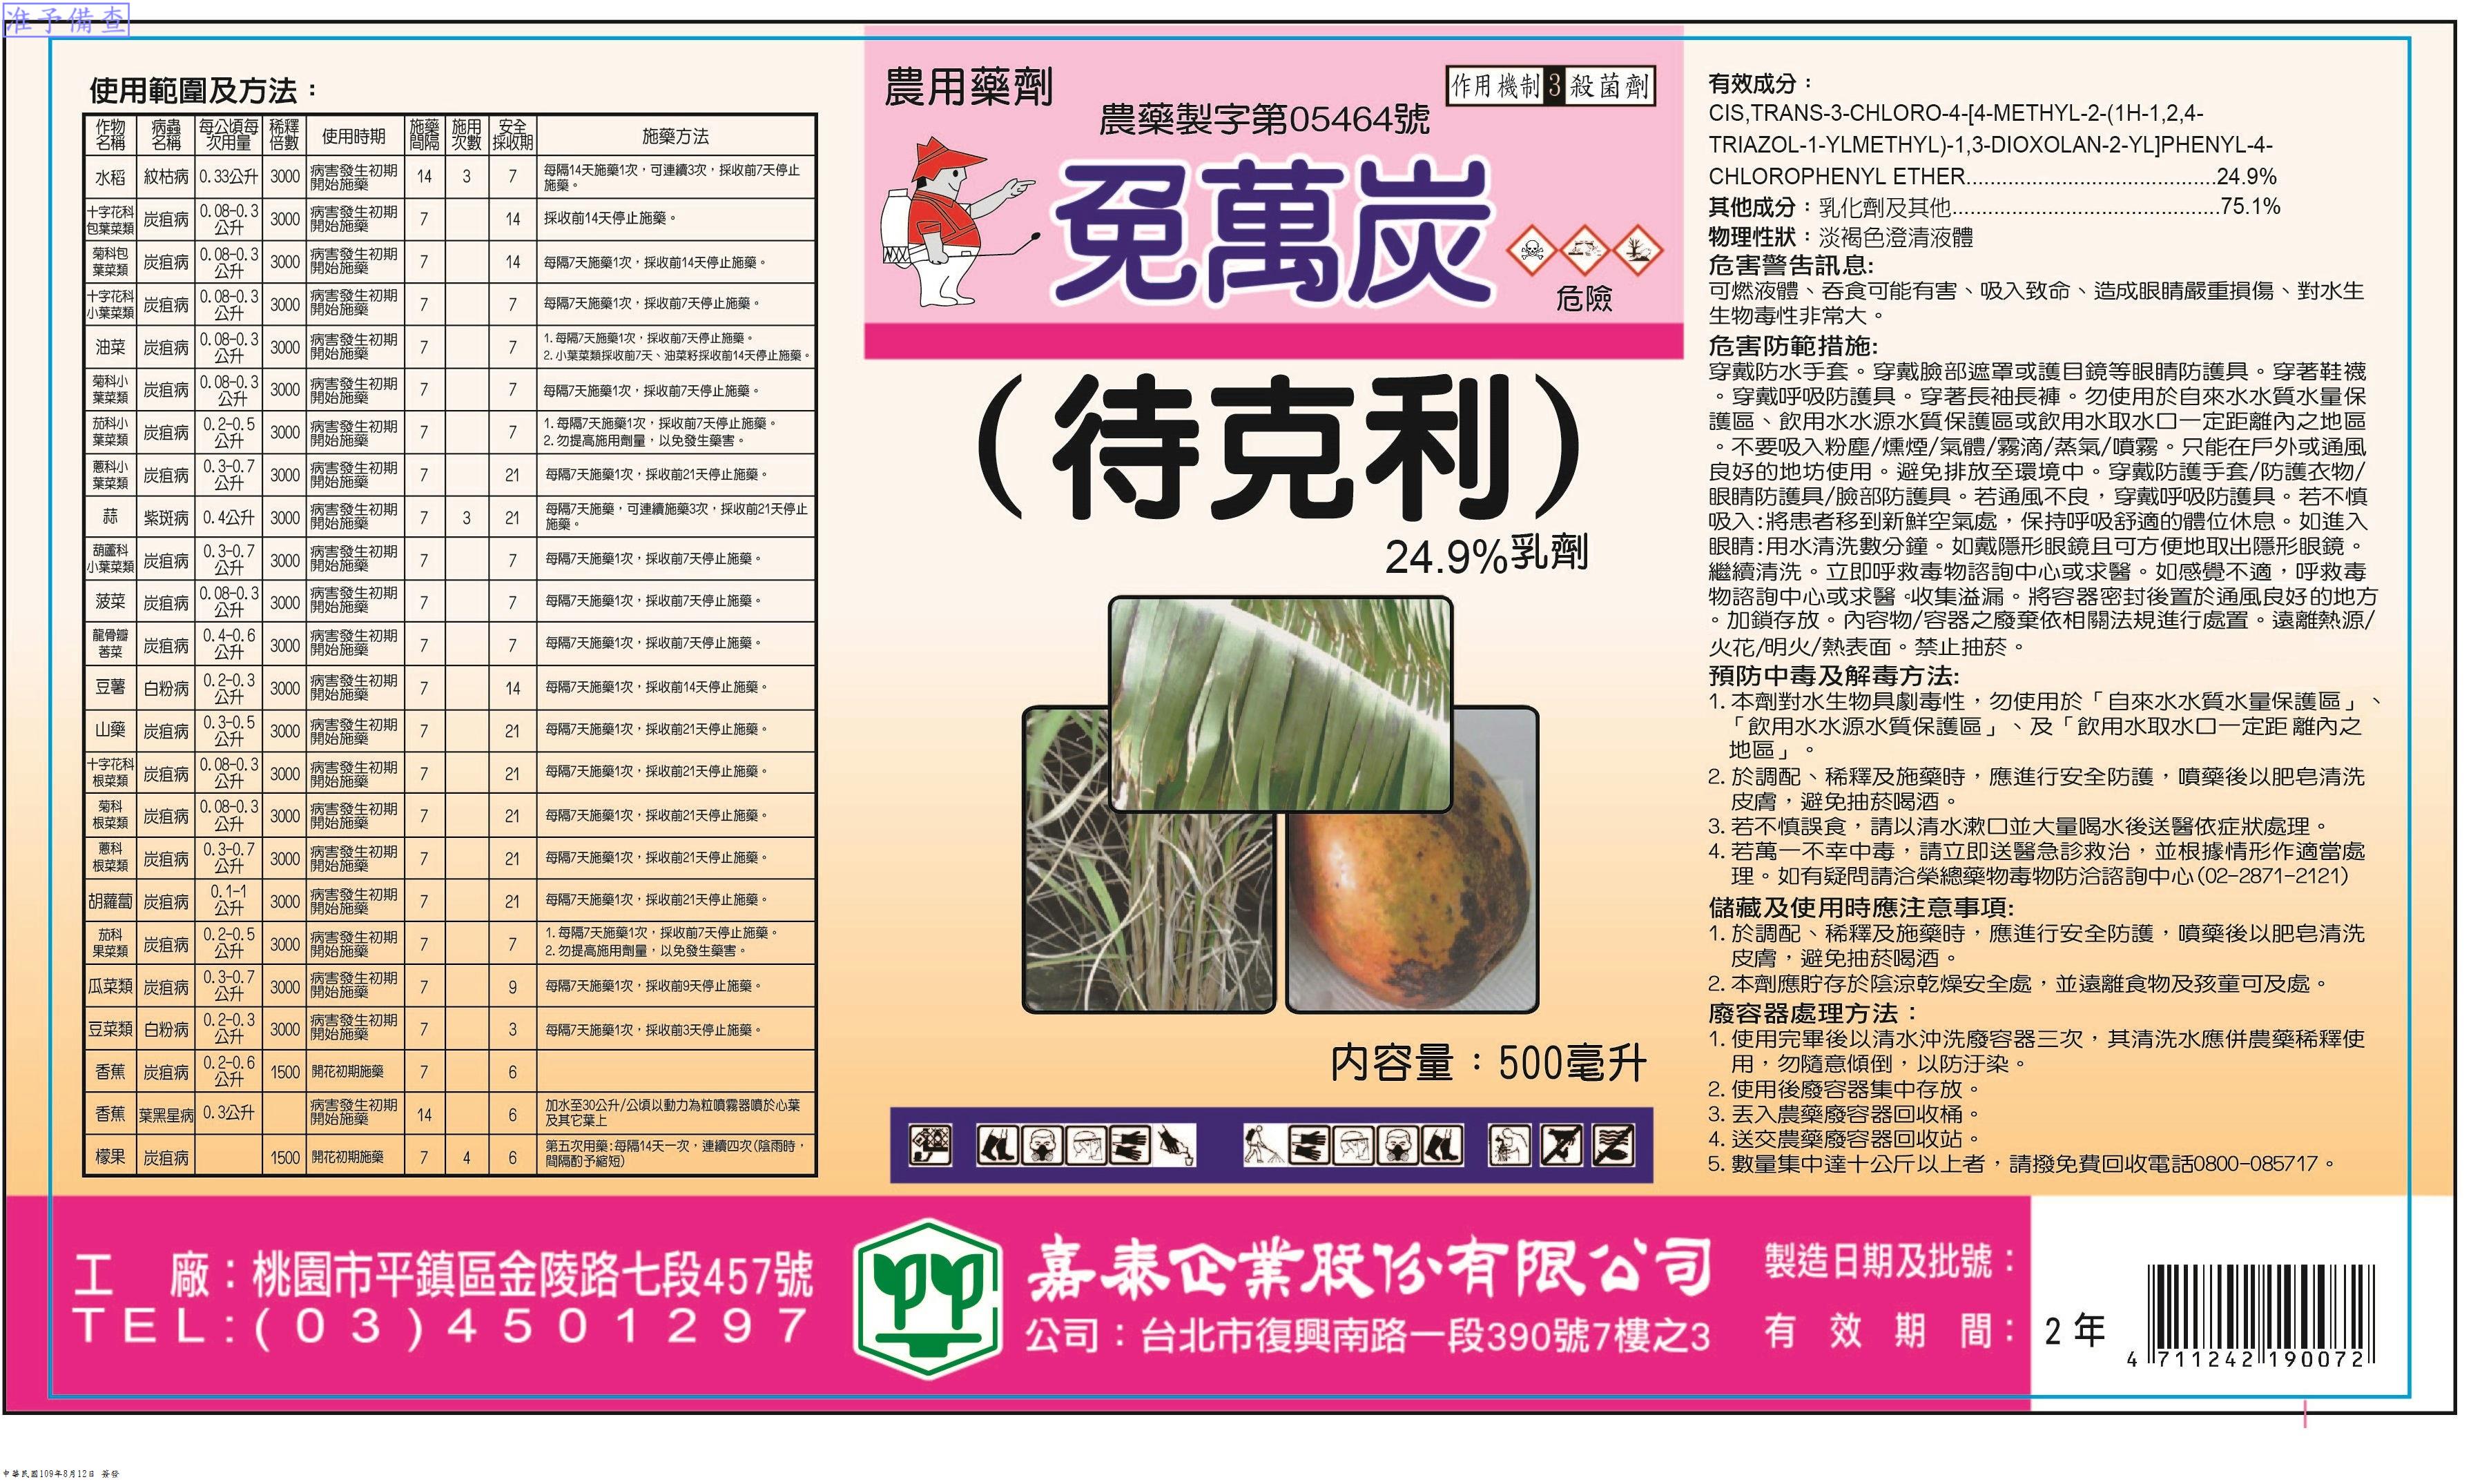 准予備查
使用範圍及方法：
作物名稱 病蟲名稱 每公頃每次用量 稀釋倍數 使用時期 施藥間隔 施用次數 安全採收期 施藥方法
水稻 紋枯病 0.33公升 3000 病害發生初期開始施藥 14 3 7 每隔14天施藥1次，可連續3次，採收前7天停止施藥。
十字花科包葉菜類 炭疽病 0.08-0.3公升 3000 病害發生初期開始施藥 7 14 採收前14天停止施藥。
菊科包葉菜類 炭疽病 0.08-0.3公升 3000 病害發生初期開始施藥 7 14 每隔7天施藥1次，採收前14天停止施藥。
十字花科小葉菜類 炭疽病 0.08-0.3公升 3000 病害發生初期開始施藥 7 7 每隔7天施藥1次，採收前7天停止施藥。
油菜 炭疽病 0.08-0.3公升 3000 病害發生初期開始施藥 7 7 1.每隔7天施藥1次，採收前7天停止施藥。
2.小葉菜類採收前7天、油菜籽採收前14天停止施藥。
菊科小葉菜類 炭疽病 0.08-0.3公升 3000 病害發生初期開始施藥 7 7 每隔7天施藥1次，採收前7天停止施藥。
茄科小葉菜類 炭疽病 0.2-0.5公升 3000 病害發生初期開始施藥 7 7 1.每隔7天施藥1次，採收前7天停止施藥。
2.勿提高施用劑量，以免發生藥害。
蔥科小葉菜類 炭疽病 0.3-0.7公升 3000 病害發生初期開始施藥 7 21 每隔7天施藥1次，採收前21天停止施藥。
蒜 紫斑病 0.4公升 3000 病害發生初期開始施藥 7 3 21 每隔7天施藥，可連續施藥3次，採收前21天停止施藥。
葫蘆科小葉菜類 炭疽病 0.3-0.7公升 3000 病害發生初期開始施藥 7 7 每隔7天施藥1次，採收前7天停止施藥。
菠菜 炭疽病 0.08-0.3公升 3000 病害發生初期開始施藥 7 7 每隔7天施藥1次，採收前7天停止施藥。
龍骨瓣莕菜 炭疽病 0.4-0.6公升 3000 病害發生初期開始施藥 7 7 每隔7天施藥1次，採收前7天停止施藥。
豆薯 白粉病 0.2-0.3公升 3000 病害發生初期開始施藥 7 14 每隔7天施藥1次，採收前14天停止施藥。
山藥 炭疽病 0.3-0.5公升 3000 病害發生初期開始施藥 7 21 每隔7天施藥1次，採收前21天停止施藥。
十字花科根菜類 炭疽病 0.08-0.3公升 3000 病害發生初期開始施藥 7 21 每隔7天施藥1次，採收前21天停止施藥。
菊科根菜類 炭疽病 0.08-0.3公升 3000 病害發生初期開始施藥 7 21 每隔7天施藥1次，採收前21天停止施藥。
蔥科根菜類 炭疽病 0.3-0.7公升 3000 病害發生初期開始施藥 7 21 每隔7天施藥1次，採收前21天停止施藥。
胡蘿蔔 炭疽病 0.1-1公升 3000 病害發生初期開始施藥 7 21 每隔7天施藥1次，採收前21天停止施藥。
茄科果菜類 炭疽病 0.2-0.5公升 3000 病害發生初期開始施藥 7 7 1.每隔7天施藥1次，採收前7天停止施藥。
2.勿提高施用劑量，以免發生藥害。
瓜菜類 炭疽病 0.3-0.7公升 3000 病害發生初期開始施藥 7 9 每隔7天施藥1次，採收前9天停止施藥。
豆菜類 白粉病 0.2-0.3公升 3000 病害發生初期開始施藥 7 3 每隔7天施藥1次，採收前3天停止施藥。
香蕉 炭疽病 0.2-0.6公升 1500 開花初期施藥 7 6
香蕉 葉黑星病 0.3公升 病害發生初期開始施藥 14 6 加水至30公升/公頃以動力為粒噴霧器噴於心葉及其它葉上
檬果 炭疽病 1500 開花初期施藥 7 4 6 第五次用藥:每隔14天一次，連續四次(陰雨時，間隔酌予縮短)
農用藥劑
作用機制3殺菌劑
農藥製字第05464號
免萬炭
危險
(待克利)
24.9%乳劑
內容量：500毫升
有效成分：
CIS,TRANS-3-CHLORO-4-[4-METHYL-2-(1H-1,2,4-
TRIAZOL-1-YLMETHYL)-1,3-DIOXOLAN-2-YL]PHENYL-4-
CHLOROPHENYL ETHER..........................................24.9%
其他成分：乳化劑及其他.............................................75.1%
物理性狀：淡褐色澄清液體
危害警告訊息:
可燃液體、吞食可能有害、吸入致命、造成眼睛嚴重損傷、對水生
生物毒性非常大。
危害防範措施:
穿戴防水手套。穿戴臉部遮罩或護目鏡等眼睛防護具。穿著鞋襪
。穿戴呼吸防護具。穿著長袖長褲。勿使用於自來水水質水量保
護區、飲用水水源水質保護區或飲用水取水口一定距離內之地區
。不要吸入粉塵/燻煙/氣體/霧滴/蒸氣/噴霧。只能在戶外或通風
良好的地坊使用。避免排放至環境中。穿戴防護手套/防護衣物/
眼睛防護具/臉部防護具。若通風不良，穿戴呼吸防護具。若不慎
吸入:將患者移到新鮮空氣處，保持呼吸舒適的體位休息。如進入
眼睛:用水清洗數分鐘。如戴隱形眼鏡且可方便地取出隱形眼鏡。
繼續清洗。立即呼救毒物諮詢中心或求醫。如感覺不適，呼救毒
物諮詢中心或求醫。收集溢漏。將容器密封後置於通風良好的地方
。加鎖存放。內容物/容器之廢棄依相關法規進行處置。遠離熱源/
火花/明火/熱表面。禁止抽菸。
預防中毒及解毒方法:
1. 本劑對水生物具劇毒性，勿使用於「自來水水質水量保護區」、
「飲用水水源水質保護區」、及「飲用水取水口一定距 離內之
地區」。
2. 於調配、稀釋及施藥時，應進行安全防護，噴藥後以肥皂清洗
皮膚，避免抽菸喝酒。
3. 若不慎誤食，請以清水漱口並大量喝水後送醫依症狀處理。
4. 若萬一不幸中毒，請立即送醫急診救治，並根據情形作適當處
理。如有疑問請洽榮總藥物毒物防治諮詢中心(02-2871-2121)
儲藏及使用時應注意事項:
1. 於調配、稀釋及施藥時，應進行安全防護，噴藥後以肥皂清洗
皮膚，避免抽菸喝酒。
2. 本劑應貯存於陰涼乾燥安全處，並遠離食物及孩童可及處。
廢容器處理方法：
1. 使用完畢後以清水沖洗廢容器三次，其清洗水應併農藥稀釋使
用，勿隨意傾倒，以防汙染。
2. 使用後廢容器集中存放。
3. 丟入農藥廢容器回收桶。
4. 送交農藥廢容器回收站。
5. 數量集中達十公斤以上者，請撥免費回收電話0800-085717。
工 廠：桃園市平鎮區金陵路七段457號
TEL:(03)4501297
嘉泰企業股份有限公司
公司：台北市復興南路一段390號7樓之3
製造日期及批號：
有效期間： 2年
4 711242 190072
中華民國109年8月12日 簽發